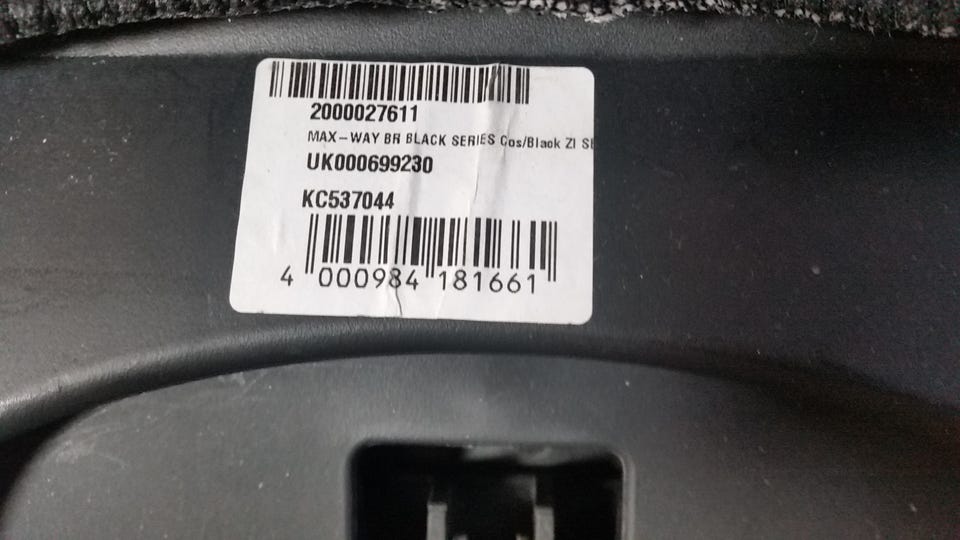 2000027611
MAX-WAY BR BLACK SERIES Cos/Black ZI
UK000699230
KC537044
4 000984 181661